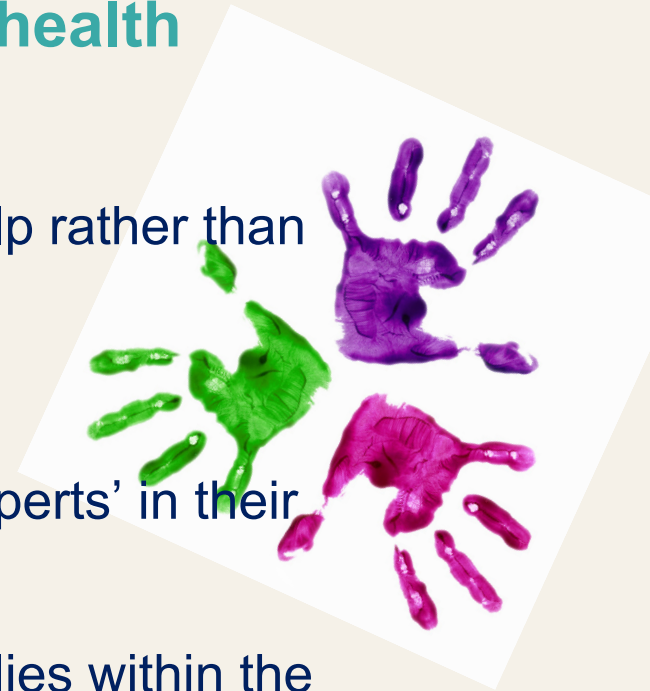 health
lp rather than
perts’ in their
lies within the